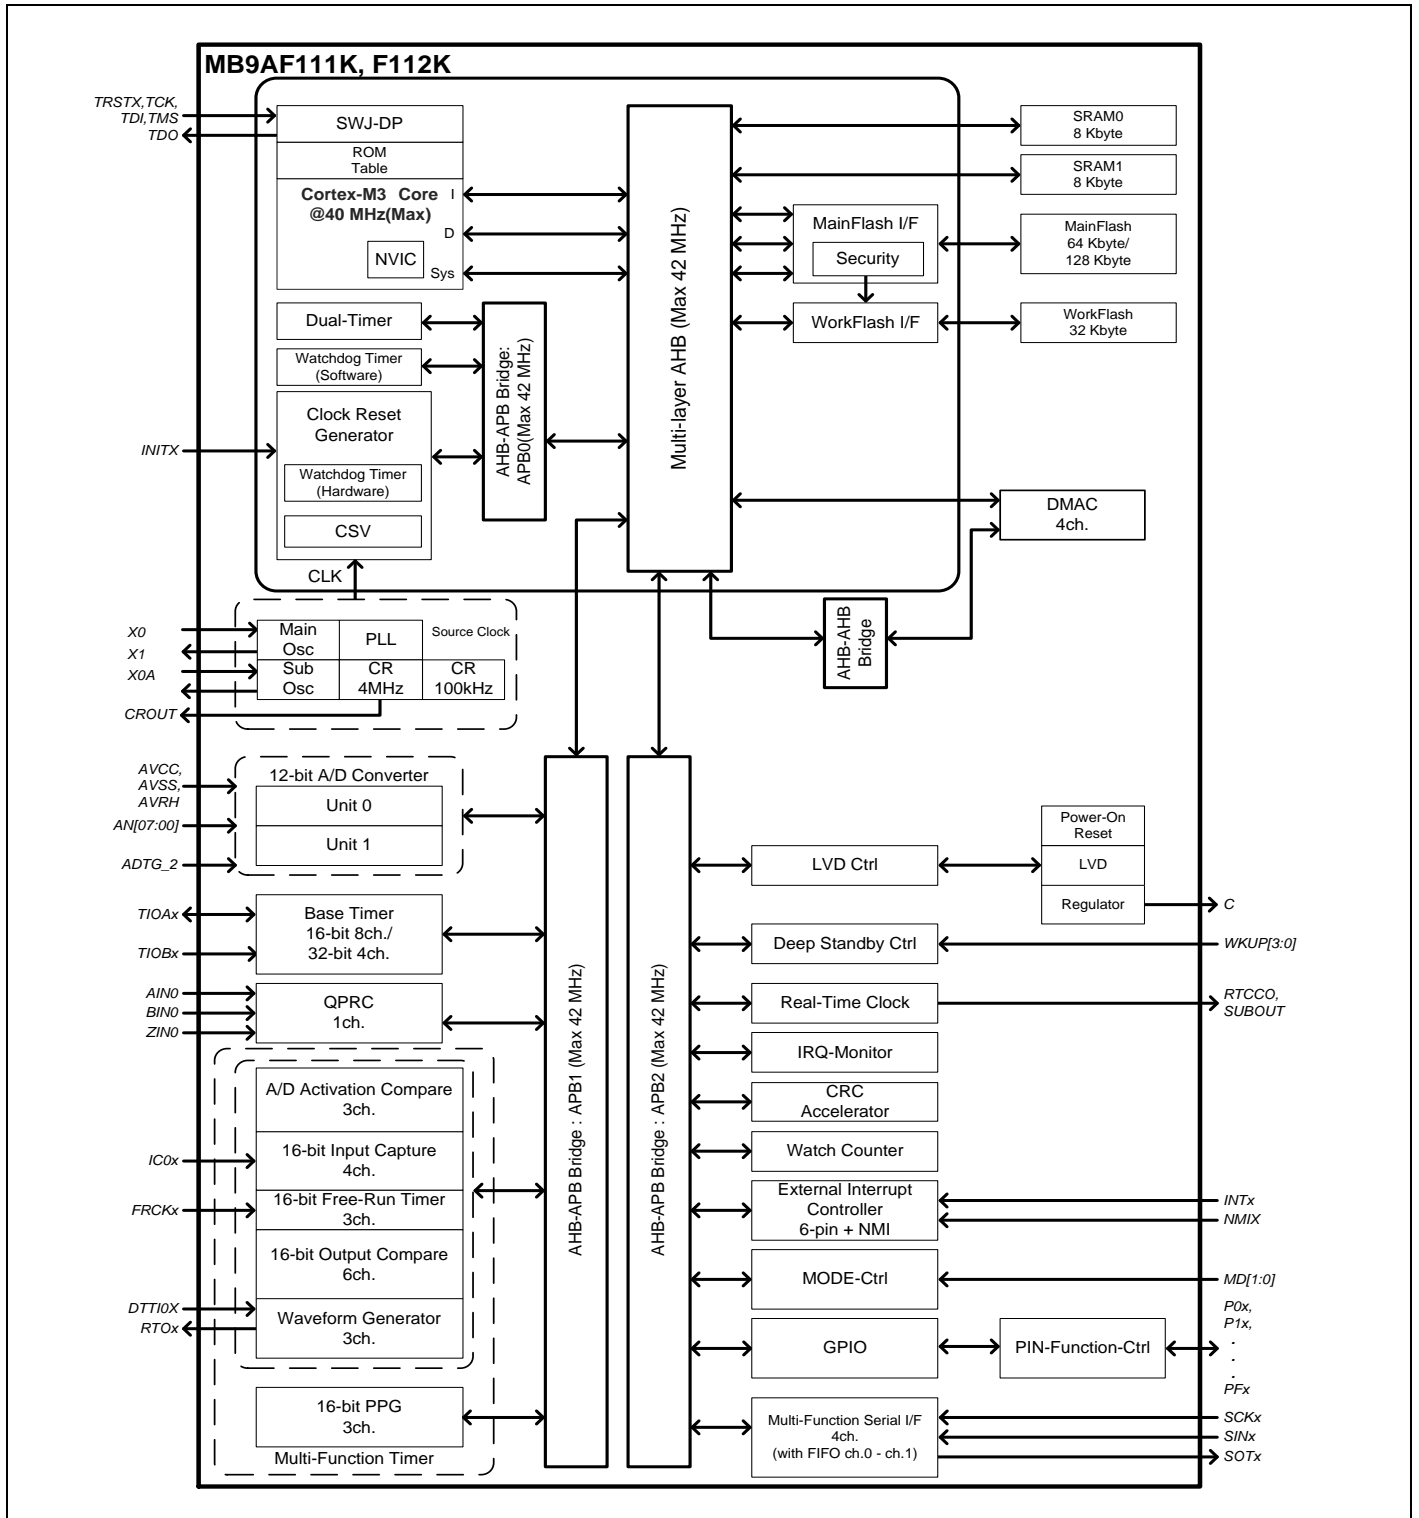 MB9AF111K, F112K
TRSTX,TCK,
TDI,TMS
TDO
SWJ-DP
ROM
Table
Cortex-M3 Core
@40 MHz(Max)
I
D
Sys
NVIC
Dual-Timer
Watchdog Timer
(Software)
Clock Reset
Generator
Watchdog Timer
(Hardware)
CSV
CLK
INITX
AHB-APB Bridge:
APB0(Max 42 MHz)
Multi-layer AHB (Max 42 MHz)
SRAM0
8 Kbyte
SRAM1
8 Kbyte
MainFlash I/F
Security
MainFlash
64 Kbyte/
128 Kbyte
WorkFlash I/F
WorkFlash
32 Kbyte
DMAC
4ch.
AHB-AHB
Bridge
X0
X1
X0A
CROUT
Main
Osc
PLL
Source Clock
Sub
Osc
CR
4MHz
CR
100kHz
AVCC,
AVSS,
AVRH
AN[07:00]
ADTG_2
12-bit A/D Converter
Unit 0
Unit 1
TIOAx
TIOBx
Base Timer
16-bit 8ch./
32-bit 4ch.
AIN0
BIN0
ZIN0
QPRC
1ch.
A/D Activation Compare
3ch.
IC0x
16-bit Input Capture
4ch.
FRCKx
16-bit Free-Run Timer
3ch.
16-bit Output Compare
6ch.
DTTI0X
RTOx
Waveform Generator
3ch.
16-bit PPG
3ch.
Multi-Function Timer
AHB-APB Bridge : APB1 (Max 42 MHz)
AHB-APB Bridge : APB2 (Max 42 MHz)
Power-On
Reset
LVD Ctrl
LVD
Regulator
C
Deep Standby Ctrl
WKUP[3:0]
Real-Time Clock
RTCCO,
SUBOUT
IRQ-Monitor
CRC
Accelerator
Watch Counter
External Interrupt
Controller
6-pin + NMI
INTx
NMIX
MODE-Ctrl
MD[1:0]
GPIO
PIN-Function-Ctrl
P0x,
P1x,
.
.
.
PFx
Multi-Function Serial I/F
4ch.
(with FIFO ch.0 - ch.1)
SCKx
SINx
SOTx